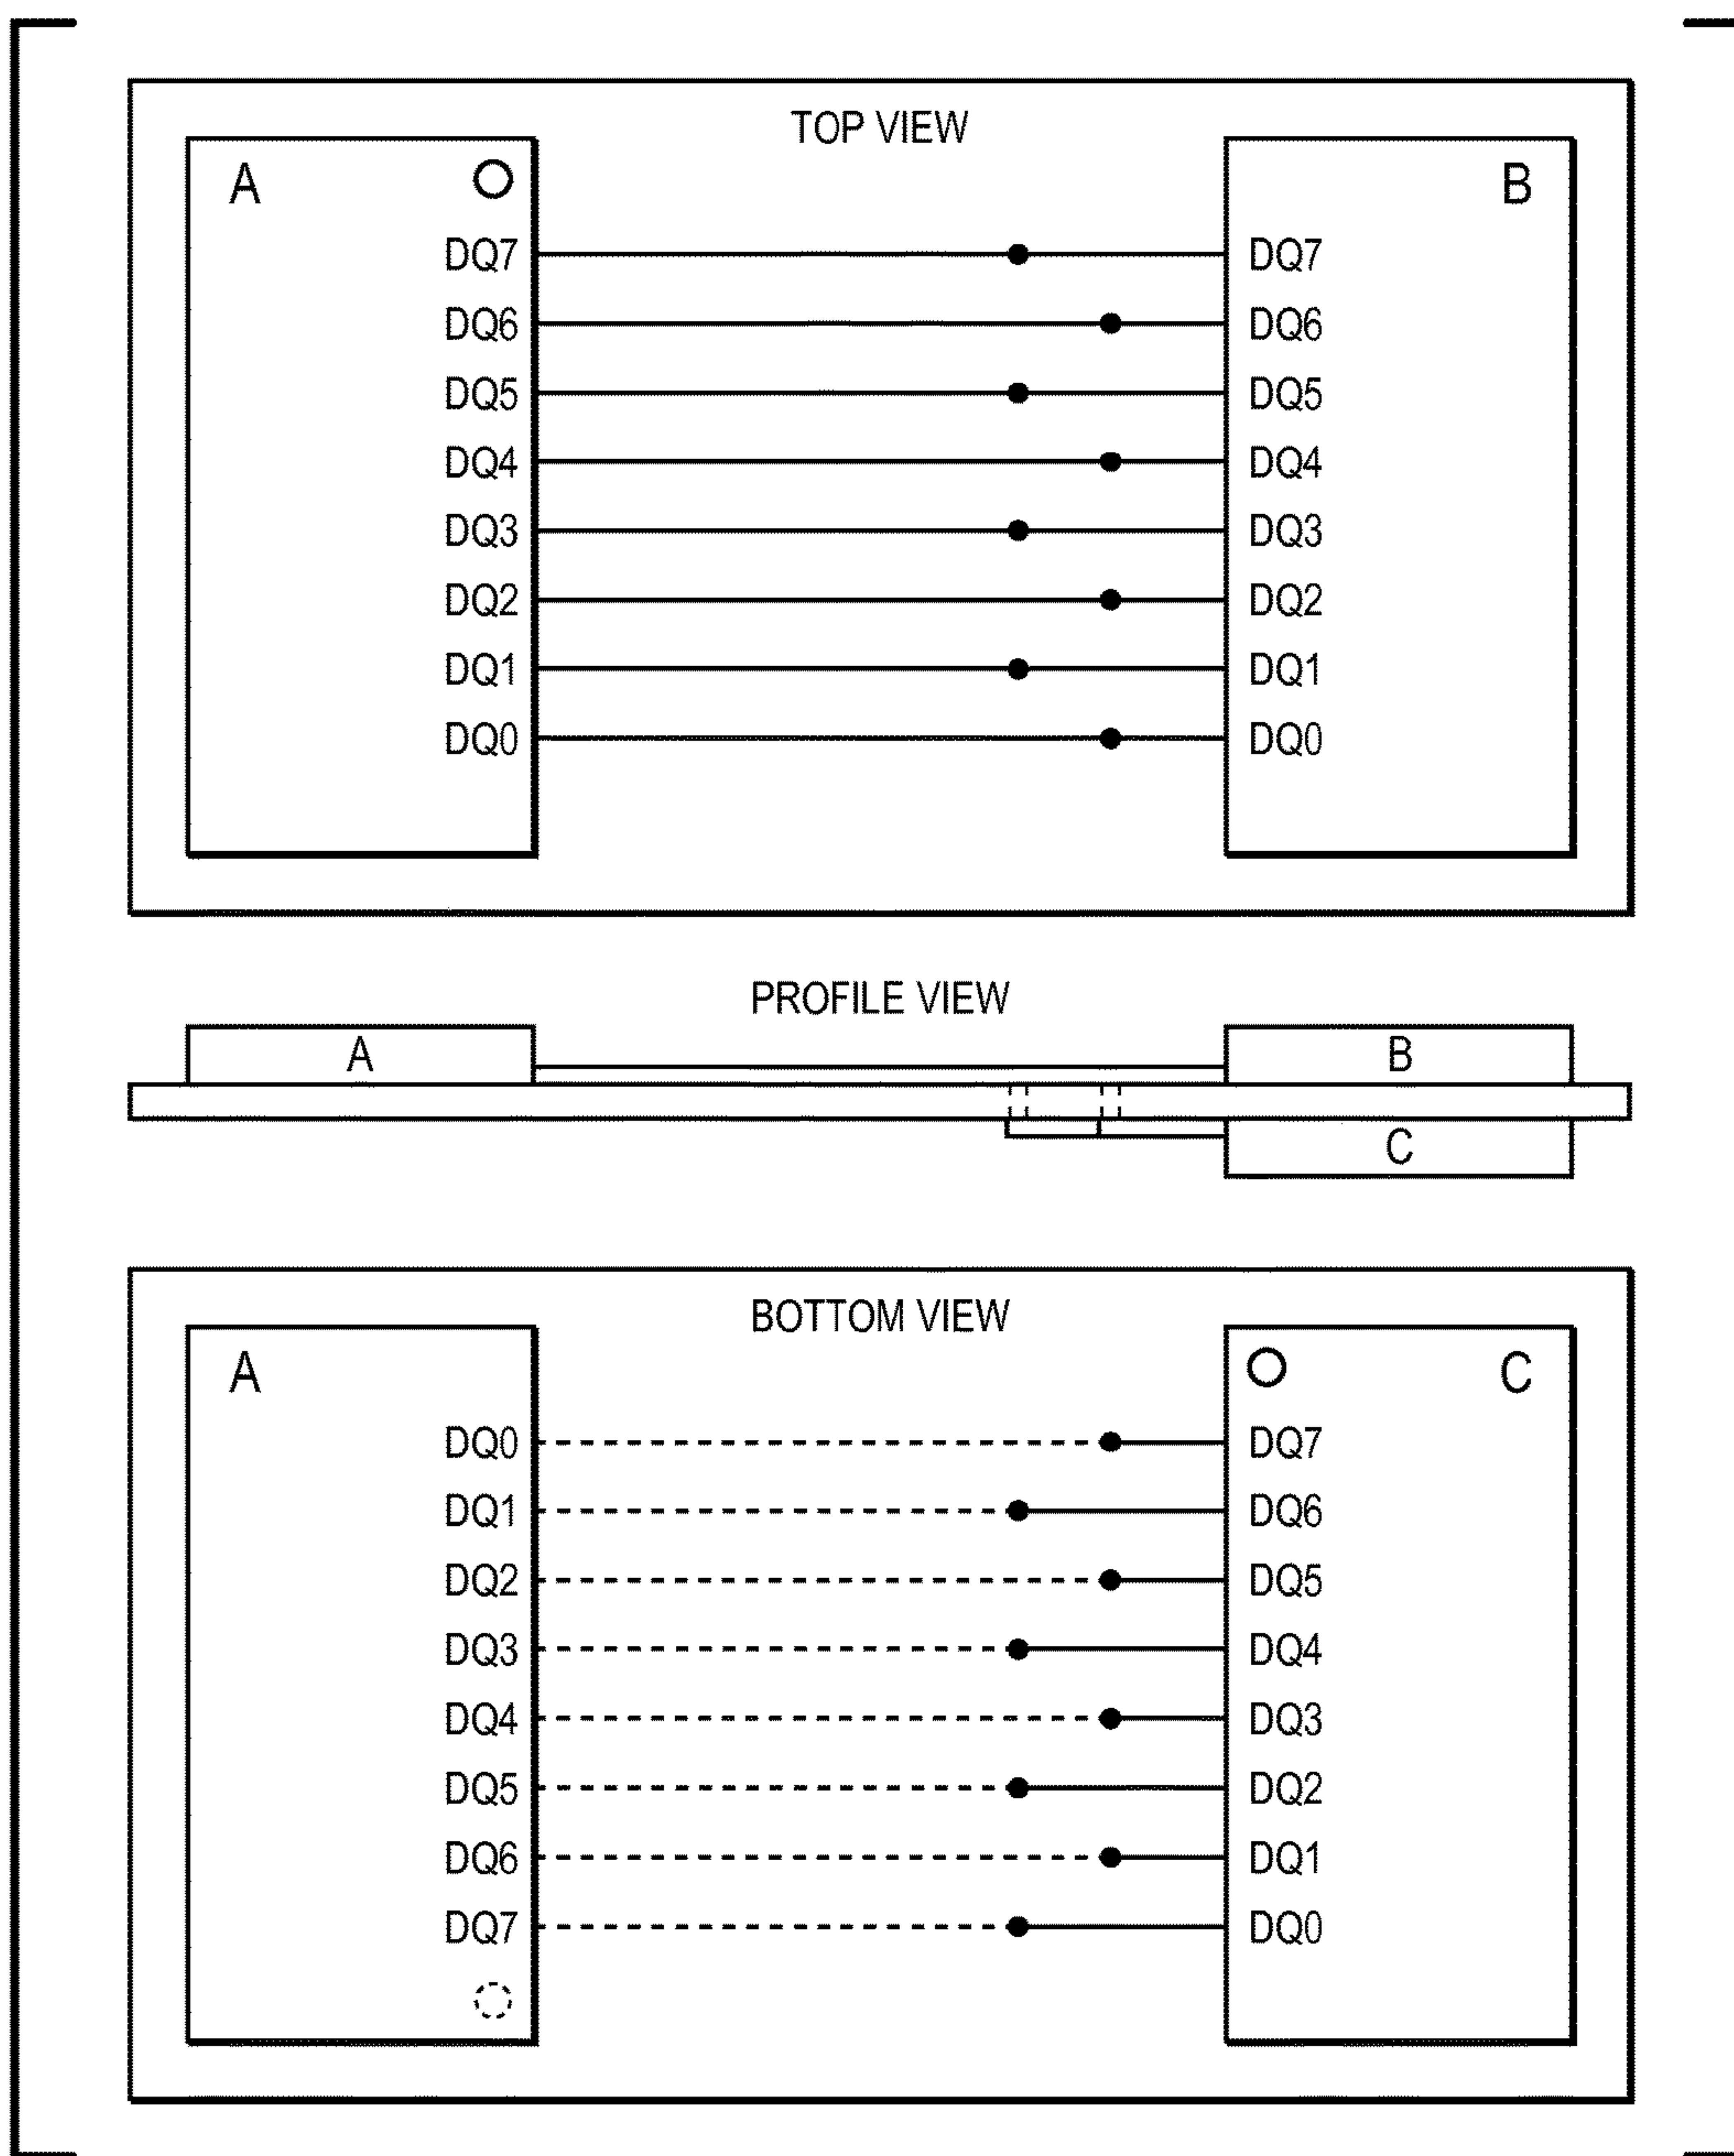 TOP VIEW
A B
DQ7 DQ7
DQ6 DQ6
DQ5 DQ5
DQ4 DQ4
DQ3 DQ3
DQ2 DQ2
DQ1 DQ1
DQ0 DQ0
PROFILE VIEW
A B
C
BOTTOM VIEW
A C
DQ0 DQ7
DQ1 DQ6
DQ2 DQ5
DQ3 DQ4
DQ4 DQ3
DQ5 DQ2
DQ6 DQ1
DQ7 DQ0